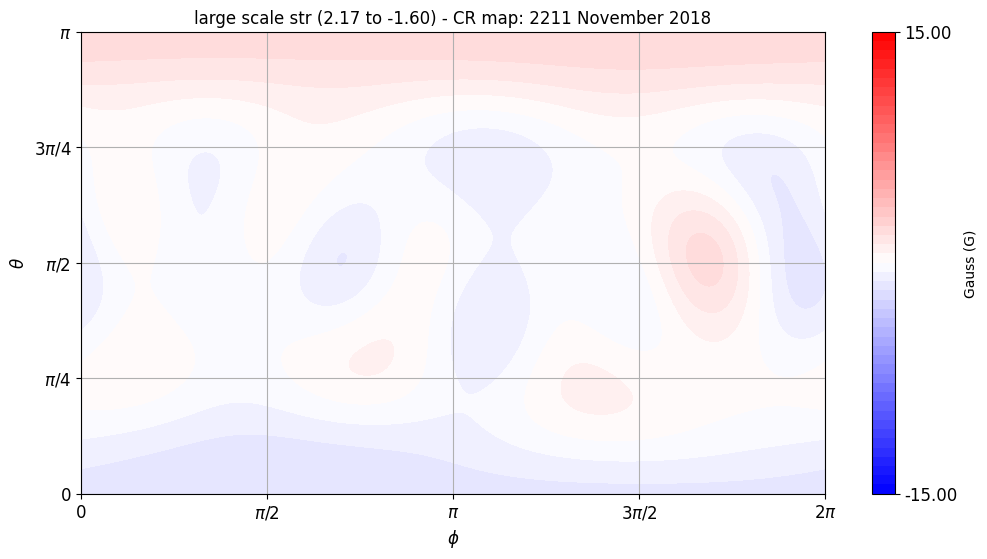 large scale str (2.17 to -1.60) - CR map: 2211 November 2018
π
3π/4
π/2
π/4
0
θ
0
π/2
π
3π/2
2π
ϕ
15.00
-15.00
Gauss (G)